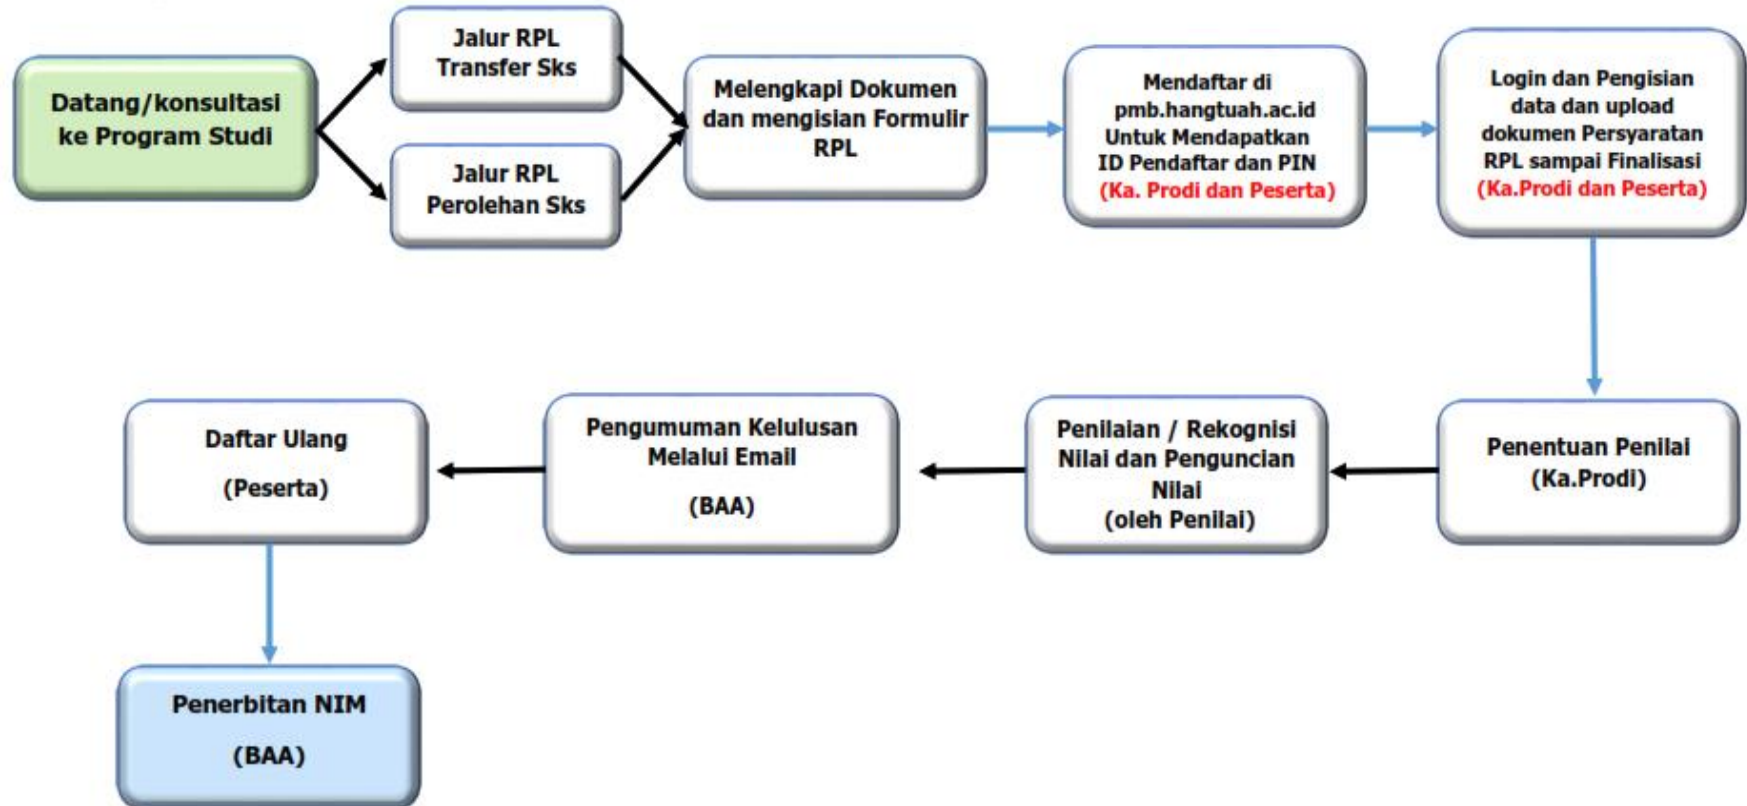 Datang/konsultasi
ke Program Studi
Jalur RPL
Transfer Sks
Jalur RPL
Perolehan Sks
Melengkapi Dokumen
dan mengisian Formulir
RPL
Mendaftar di
pmb.hangtuah.ac.id
Untuk Mendapatkan
ID Pendaftar dan PIN
(Ka. Prodi dan Peserta)
Login dan Pengisian
data dan upload
dokumen Persyaratan
RPL sampai Finalisasi
(Ka.Prodi dan Peserta)
Penentuan Penilai
(Ka.Prodi)
Penilaian / Rekognisi
Nilai dan Penguncian
Nilai
(oleh Penilai)
Pengumuman Kelulusan
Melalui Email
(BAA)
Daftar Ulang
(Peserta)
Penerbitan NIM
(BAA)